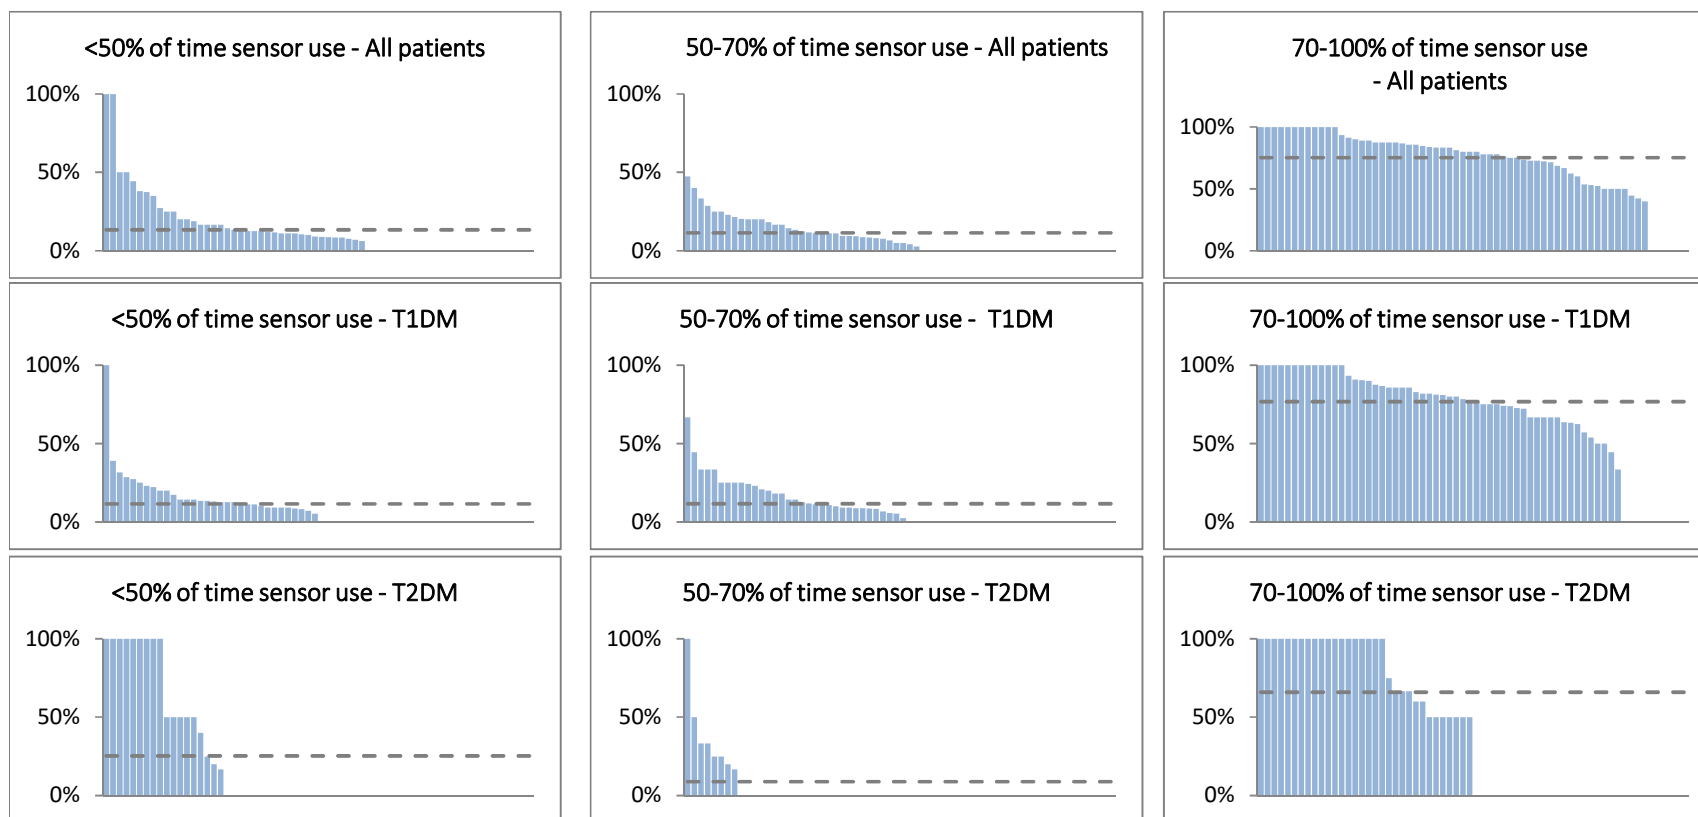 <50% of time sensor use - All patients
100%
50%
0%
50-70% of time sensor use - All patients
100%
50%
0%
70-100% of time sensor use
- All patients
100%
50%
0%
<50% of time sensor use - T1DM
100%
50%
0%
50-70% of time sensor use - T1DM
100%
50%
0%
70-100% of time sensor use - T1DM
100%
50%
0%
<50% of time sensor use - T2DM
100%
50%
0%
50-70% of time sensor use - T2DM
100%
50%
0%
70-100% of time sensor use - T2DM
100%
50%
0%